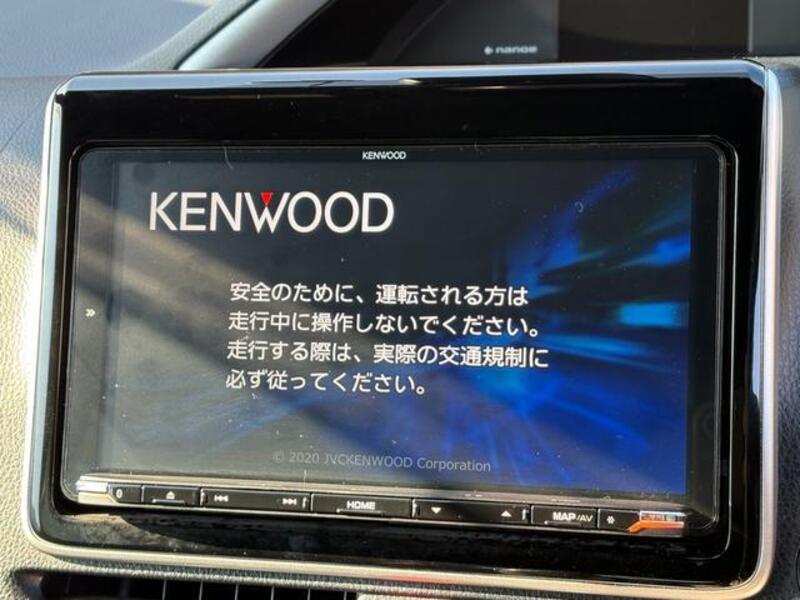 nanoe
KENWOOD
KENWOOD
安全のために、運転される方は
走行中に操作しないでください。
走行する際は、実際の交通規制に
必ず従ってください。
© 2020 JVCKENWOOD Corporation
HOME
MAP/AV